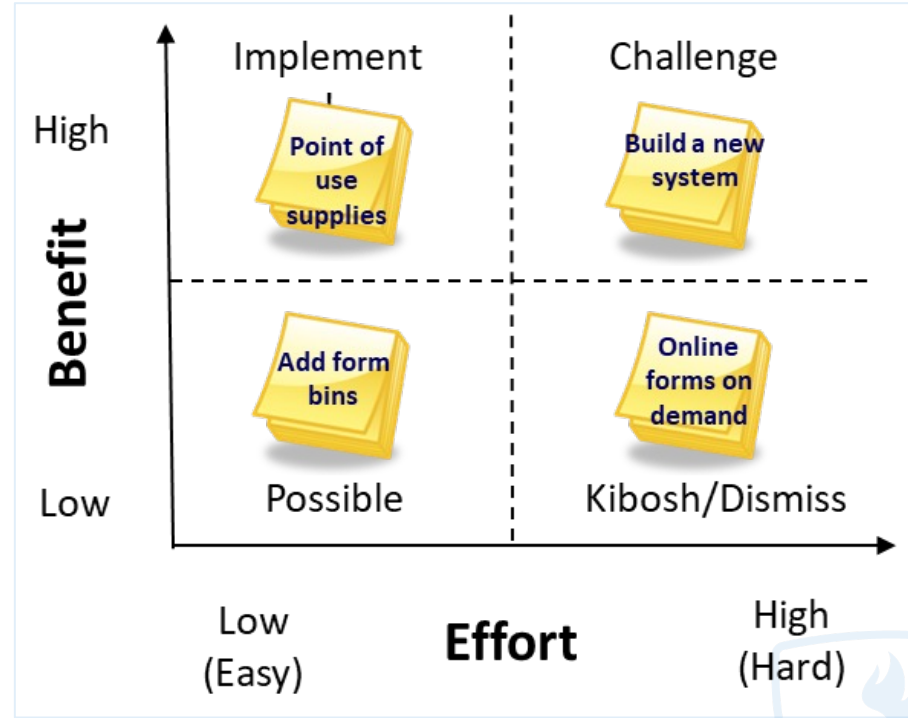 Implement
Challenge
High
Point of
use
supplies
Build a new
system
Benefit
Add form
bins
Online
forms on
demand
Low
Possible
Kibosh/Dismiss
Low
(Easy)
Effort
High
(Hard)